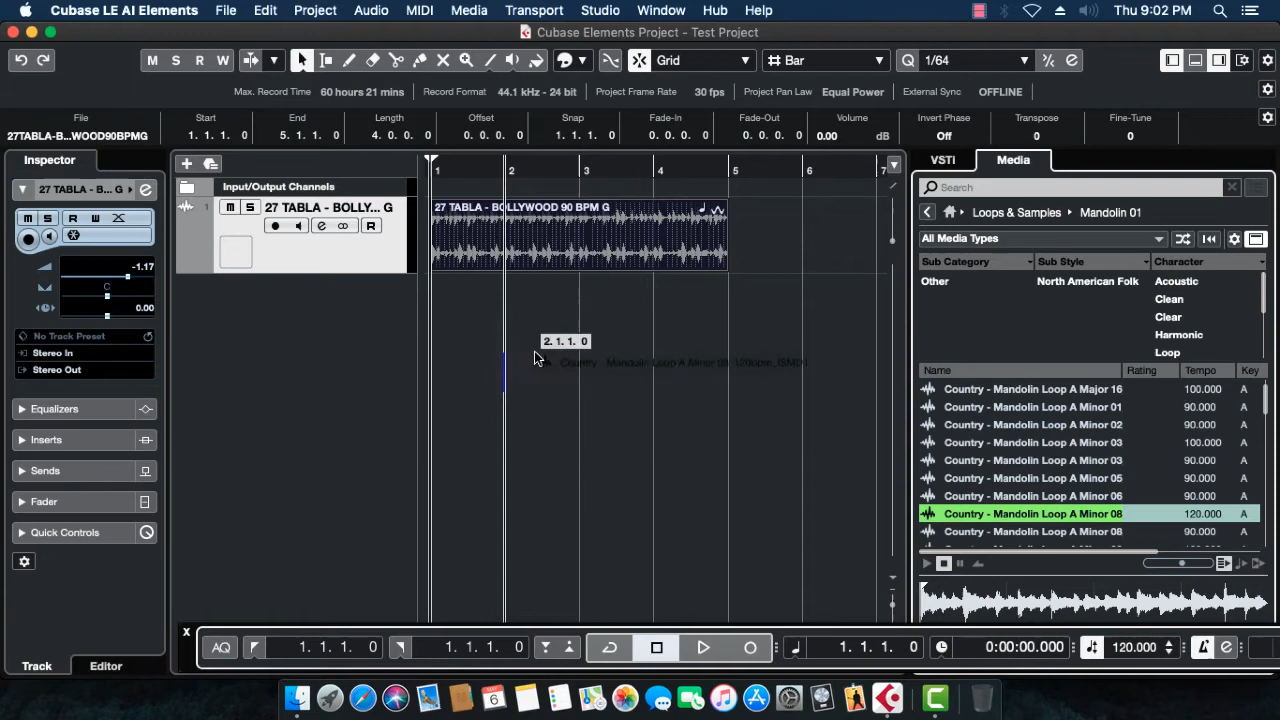 Cubase LE AI Elements File Edit Project Audio MIDI Media Transport Studio Window Hub Help Thu 9:02 PM
Cubase Elements Project - Test Project
M S R W Grid Bar Q 1/64
Max. Record Time 60 hours 21 mins Record Format 44.1 kHz - 24 bit Project Frame Rate 30 fps Project Pan Law Equal Power External Sync OFFLINE
File Start End Length Offset Snap Fade-In Fade-Out Volume Invert Phase Transpose Fine-Tune
27TABLA-B...WOOD90BPMG 1. 1. 1. 0 5. 1. 1. 0 4. 0. 0. 0 0. 0. 0. 0 1. 1. 1. 0 0. 0. 0. 0 0. 0. 0. 0 0.00 dB Off 0 0
Inspector
27 TABLA - B... G
M S R W
-1.17
C
0.00
No Track Preset
Stereo In
Stereo Out
Equalizers
Inserts
Sends
Fader
Quick Controls
Track Editor
1 2 3 4 5 6 7
Input/Output Channels
1 M S 27 TABLA - BOLLY...Y G
R
27 TABLA - BOLLYWOOD 90 BPM G
2. 1. 1. 0
Country - Mandolin Loop A Minor 08
VSTi Media
Search
Loops & Samples Mandolin 01
All Media Types
Sub Category Sub Style Character
Other North American Folk Acoustic
Clean
Clear
Harmonic
Loop
Name Rating Tempo Key
Country - Mandolin Loop A Major 16 100.000 A
Country - Mandolin Loop A Minor 01 90.000 A
Country - Mandolin Loop A Minor 02 90.000 A
Country - Mandolin Loop A Minor 03 100.000 A
Country - Mandolin Loop A Minor 03 90.000 A
Country - Mandolin Loop A Minor 05 90.000 A
Country - Mandolin Loop A Minor 06 90.000 A
Country - Mandolin Loop A Minor 08 120.000 A
Country - Mandolin Loop A Minor 08 90.000 A
X AQ 1. 1. 1. 0 1. 1. 1. 0 1. 1. 1. 0 0:00:00.000 120.000
6